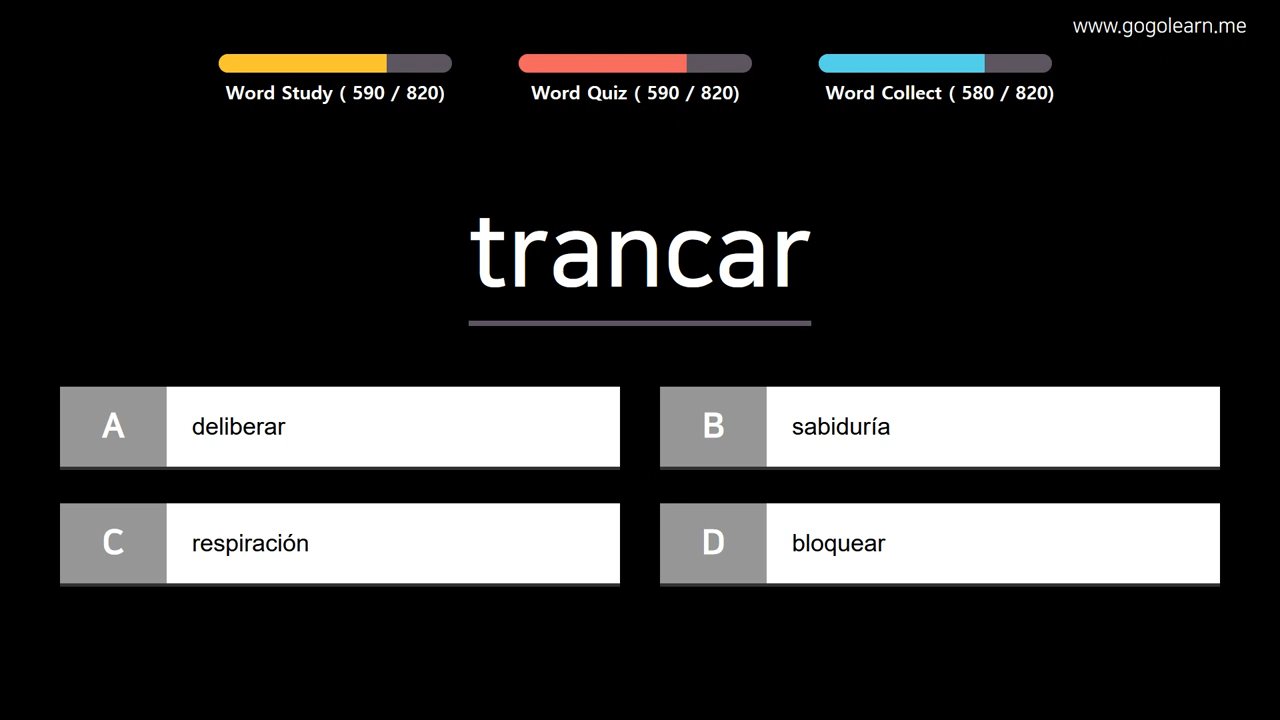 www.gogolearn.me
Word Study ( 590 / 820)
Word Quiz ( 590 / 820)
Word Collect ( 580 / 820)
trancar
A deliberar
B sabiduría
C respiración
D bloquear